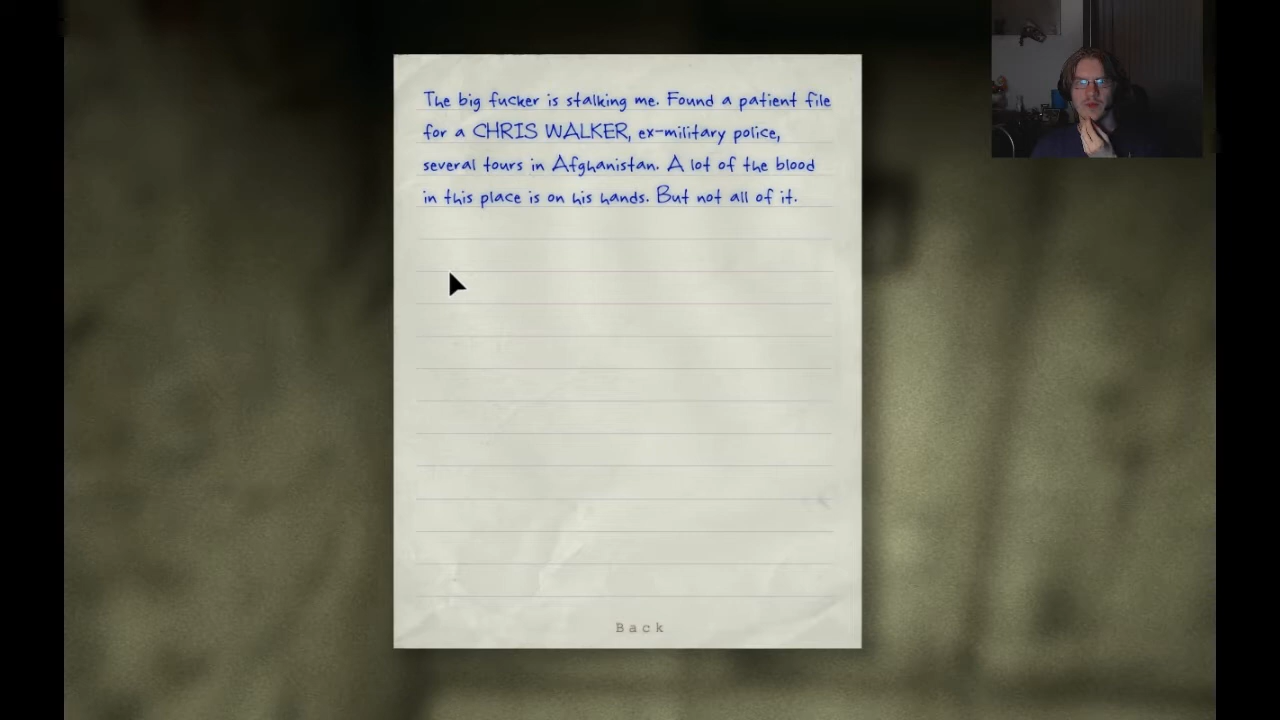 The big fucker is stalking me. Found a patient file
for a CHRIS WALKER, ex-military police,
several tours in Afghanistan. A lot of the blood
in this place is on his hands. But not all of it.
Back